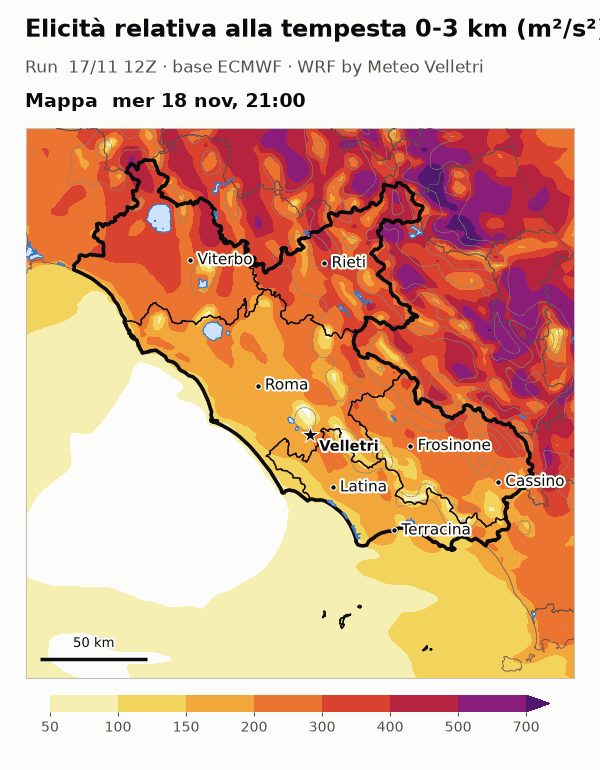 Elicità relativa alla tempesta 0-3 km (m²/s²)
Run  17/11 12Z · base ECMWF · WRF by Meteo Velletri
Mappa  mer 18 nov, 21:00
Viterbo
Rieti
Roma
Velletri
Frosinone
Latina
Cassino
Terracina
50 km
50 100 150 200 300 400 500 700